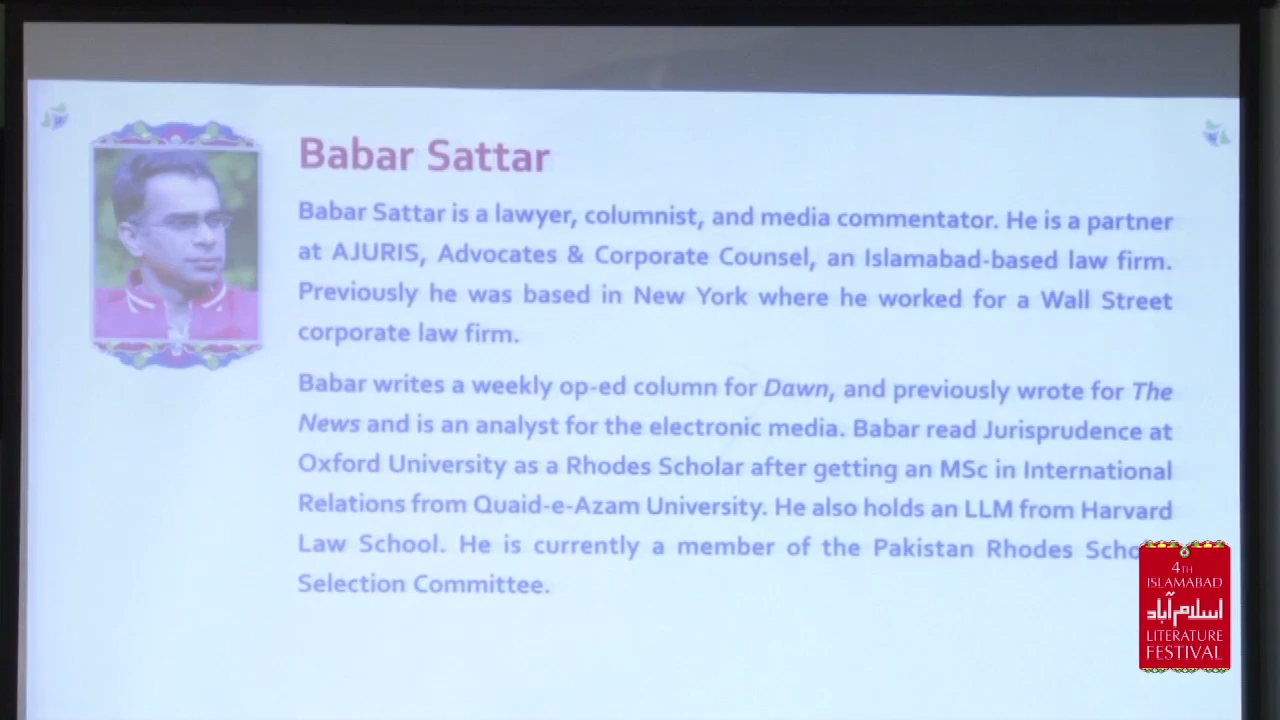 Babar Sattar
Babar Sattar is a lawyer, columnist, and media commentator. He is a partner
at AJURIS, Advocates & Corporate Counsel, an Islamabad-based law firm.
Previously he was based in New York where he worked for a Wall Street
corporate law firm.
Babar writes a weekly op-ed column for Dawn, and previously wrote for The
News and is an analyst for the electronic media. Babar read Jurisprudence at
Oxford University as a Rhodes Scholar after getting an MSc in International
Relations from Quaid-e-Azam University. He also holds an LLM from Harvard
Law School. He is currently a member of the Pakistan Rhodes
Selection Committee.
4TH
ISLAMABAD
اسلام آباد
LITERATURE
FESTIVAL